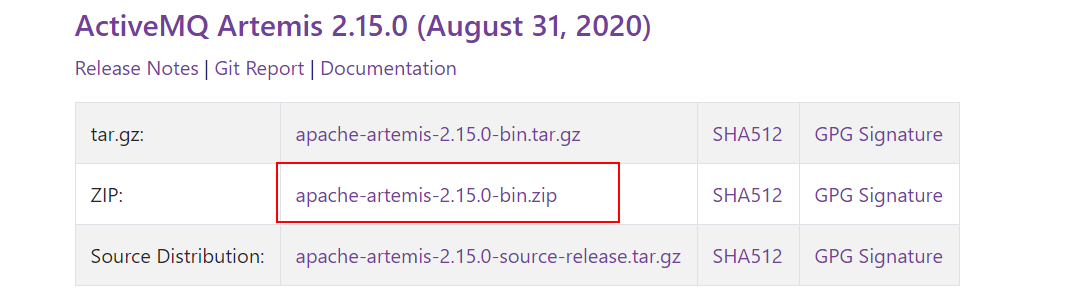 ActiveMQ Artemis 2.15.0 (August 31, 2020)
Release Notes | Git Report | Documentation
tar.gz: apache-artemis-2.15.0-bin.tar.gz SHA512 GPG Signature
ZIP: apache-artemis-2.15.0-bin.zip SHA512 GPG Signature
Source Distribution: apache-artemis-2.15.0-source-release.tar.gz SHA512 GPG Signature